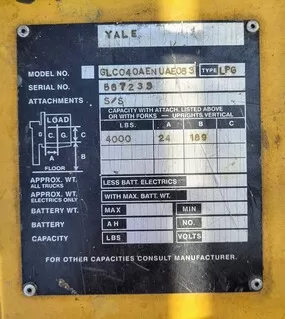 YALE
MODEL NO. GLC040AENUAE083 TYPE LPG
SERIAL NO. 587233
ATTACHMENTS S/S
CAPACITY WITH ATTACH. LISTED ABOVE
OR WITH FORKS - UPRIGHTS VERTICAL
LOAD
LBS. A B
C. G. C
4000 24 189
A B
FLOOR
APPROX. WT.
ALL TRUCKS
LESS BATT. ELECTRICS
APPROX. WT.
ELECTRICS ONLY
WITH MAX. BATT. WT.
BATTERY WT. MAX MIN
BATTERY AH NO.
CAPACITY LBS VOLTS
FOR OTHER CAPACITIES CONSULT MANUFACTURER.